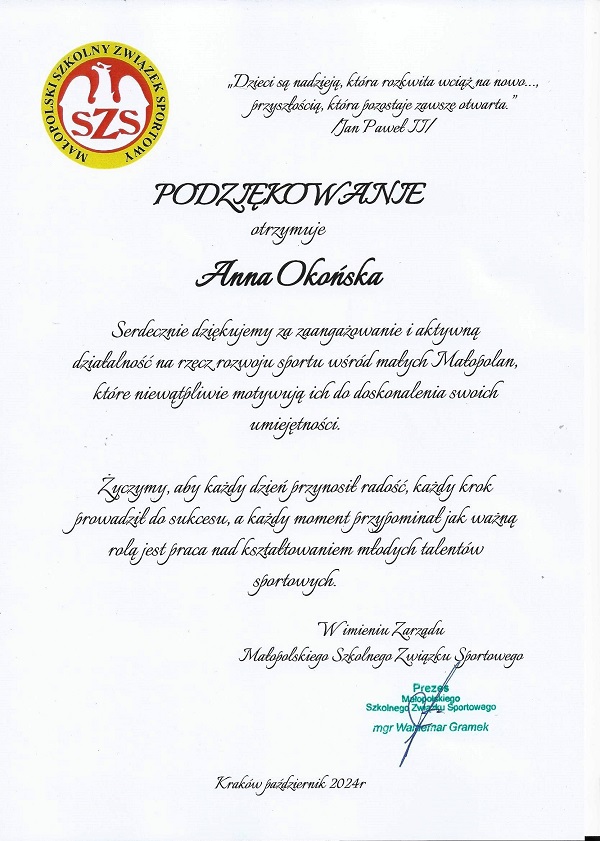 MAŁOPOLSKI SZKOLNY ZWIĄZEK SPORTOWY
SZS
„Dzieci są nadzieją, która rozkwita wciąż na nowo...,
przyszłością, która pozostaje zawsze otwarta.”
/Jan Paweł II/
PODZIĘKOWANIE
otrzymuje
Anna Okońska
Serdecznie dziękujemy za zaangażowanie i aktywną
działalność na rzecz rozwoju sportu wśród małych Małopolan,
które niewątpliwie motywują ich do doskonalenia swoich
umiejętności.
Życzymy, aby każdy dzień przynosił radość, każdy krok
prowadził do sukcesu, a każdy moment przypominał jak ważną
rolą jest praca nad kształtowaniem młodych talentów
sportowych.
W imieniu Zarządu
Małopolskiego Szkolnego Związku Sportowego
Prezes
Małopolskiego
Szkolnego Związku Sportowego
mgr Waldemar Gramek
Kraków październik 2024r